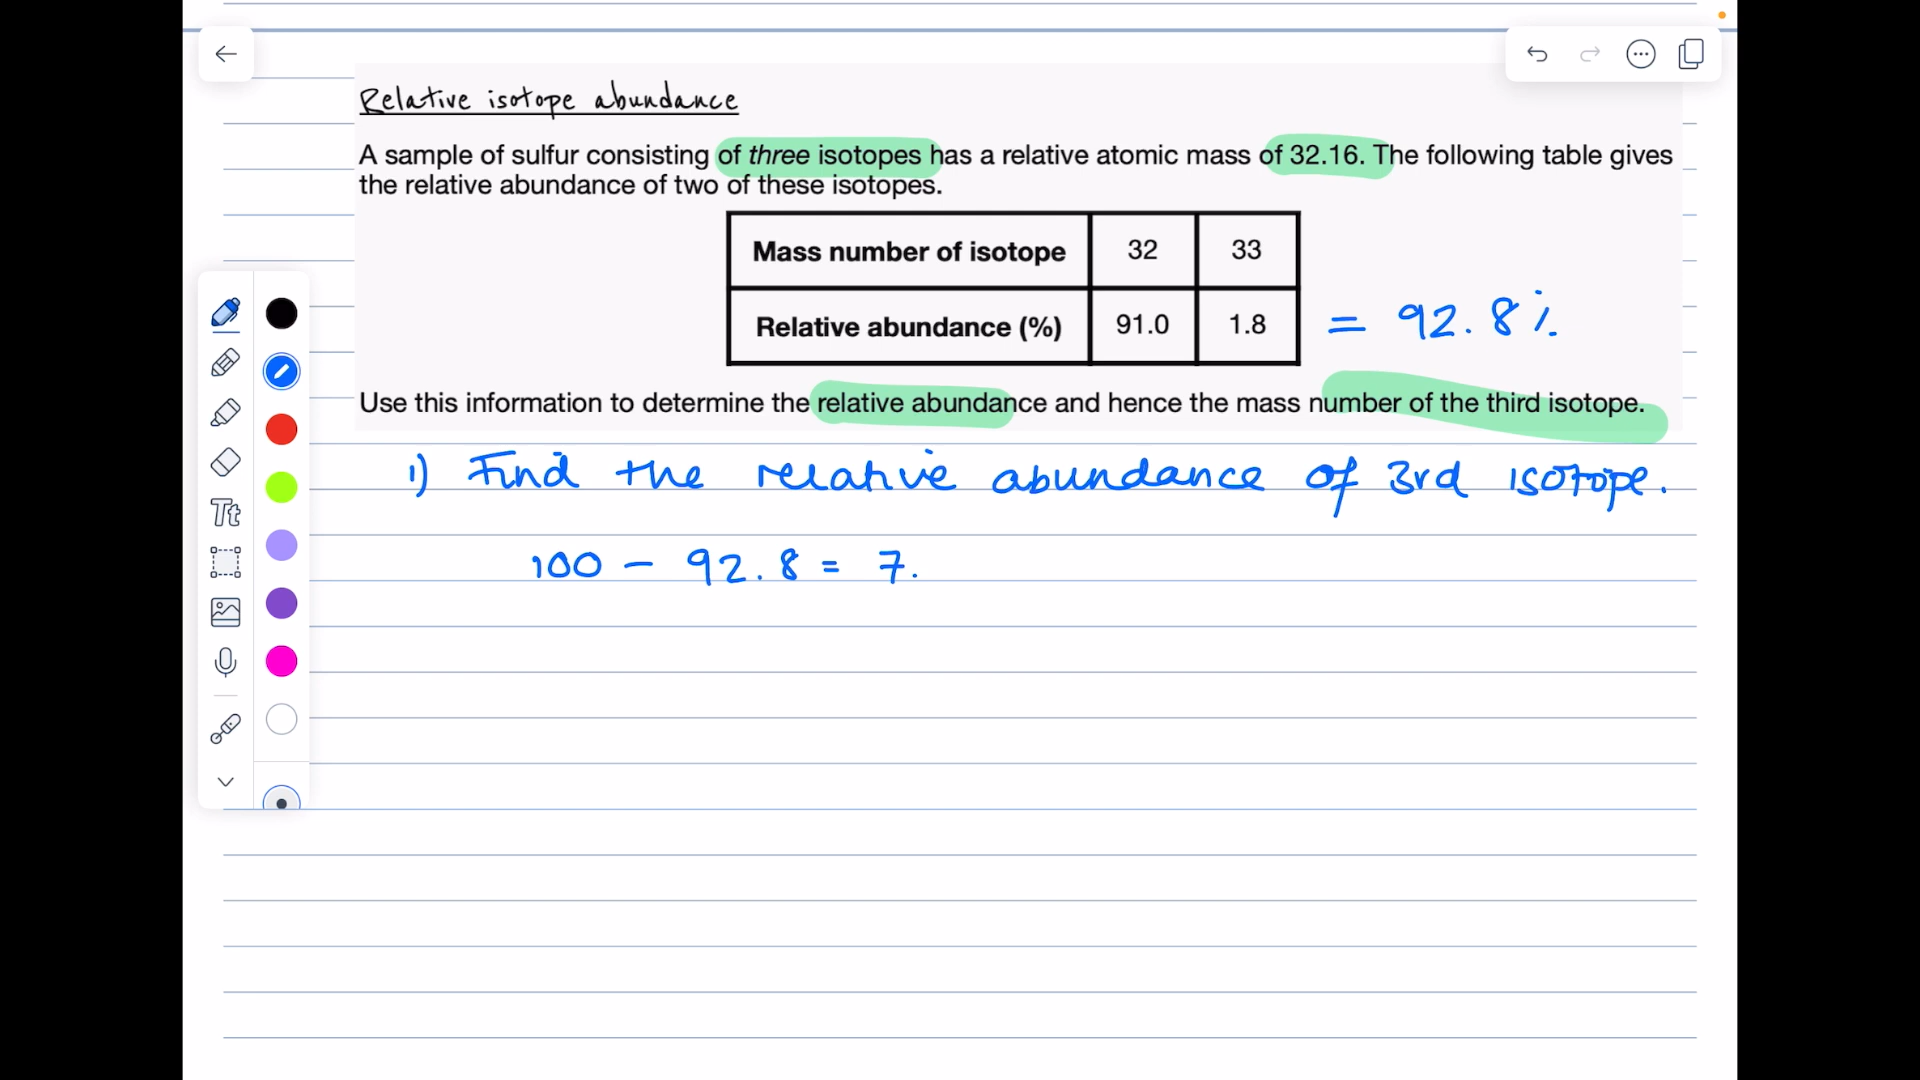 Relative isotope abundance
A sample of sulfur consisting of three isotopes has a relative atomic mass of 32.16. The following table gives
the relative abundance of two of these isotopes.
Mass number of isotope 32 33
Relative abundance (%) 91.0 1.8 = 92.8%
Use this information to determine the relative abundance and hence the mass number of the third isotope.
1) Find the relative abundance of 3rd isotope.
100 - 92.8 = 7.
Tt